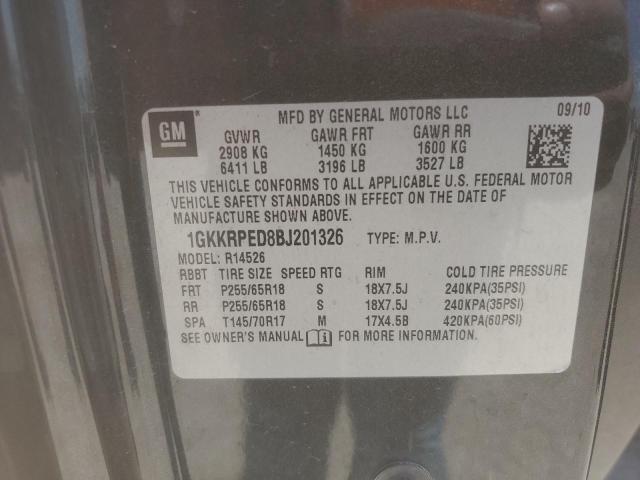 GM ® MFD BY GENERAL MOTORS LLC 09/10
GVWR GAWR FRT GAWR RR
2908 KG 1450 KG 1600 KG
6411 LB 3196 LB 3527 LB
THIS VEHICLE CONFORMS TO ALL APPLICABLE U.S. FEDERAL MOTOR
VEHICLE SAFETY STANDARDS IN EFFECT ON THE DATE OF
MANUFACTURE SHOWN ABOVE.
1GKKRPED8BJ201326 TYPE: M.P.V.
MODEL: R14526
RBBT TIRE SIZE SPEED RTG RIM COLD TIRE PRESSURE
FRT P255/65R18 S 18X7.5J 240KPA(35PSI)
RR P255/65R18 S 18X7.5J 240KPA(35PSI)
SPA T145/70R17 M 17X4.5B 420KPA(60PSI)
SEE OWNER'S MANUAL i FOR MORE INFORMATION.